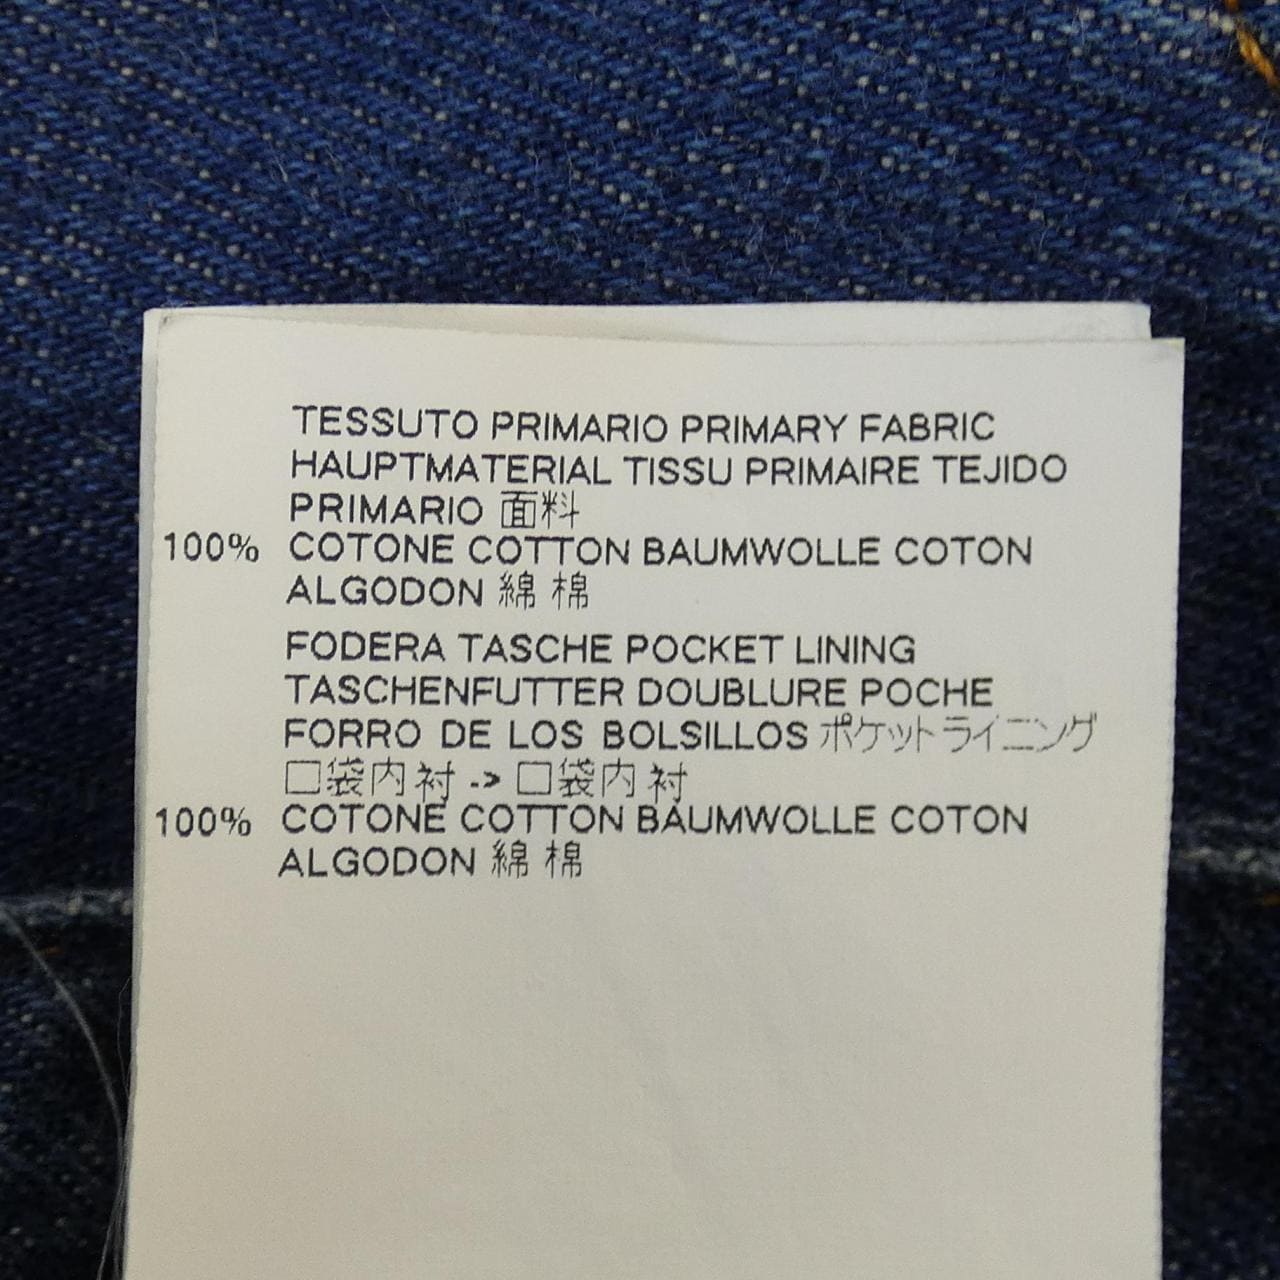 TESSUTO PRIMARIO PRIMARY FABRIC
HAUPTMATERIAL TISSU PRIMAIRE TEJIDO
PRIMARIO 面料
100% COTONE COTTON BAUMWOLLE COTON
ALGODON 綿 棉
FODERA TASCHE POCKET LINING
TASCHENFUTTER DOUBLURE POCHE
FORRO DE LOS BOLSILLOS ポケットライニング
口袋内衬 -> 口袋内衬
100% COTONE COTTON BAUMWOLLE COTON
ALGODON 綿 棉